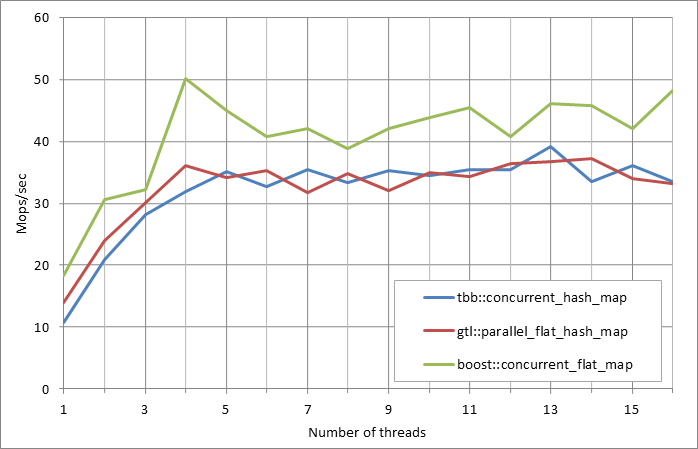 60
50
40
30
20
10
0
Mops/sec
tbb::concurrent_hash_map
gtl::parallel_flat_hash_map
boost::concurrent_flat_map
1 3 5 7 9 11 13 15
Number of threads